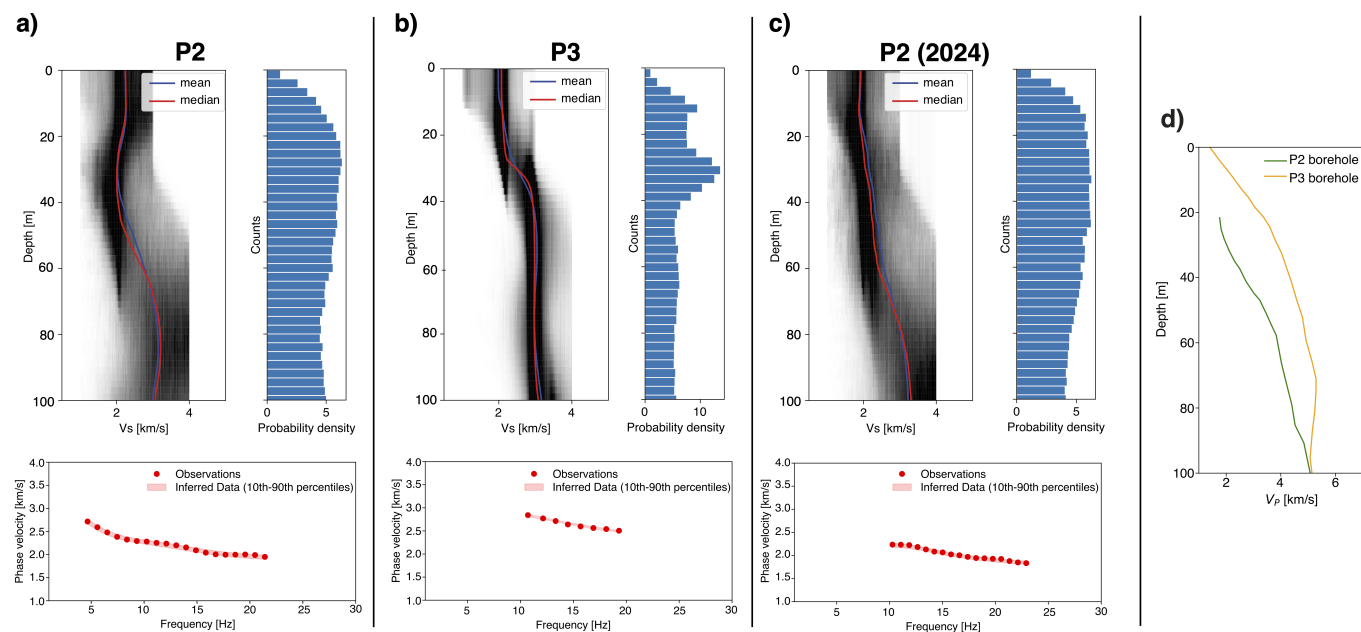 a)
P2
0
20
40
60
80
100
Depth [m]
mean
median
2
4
Vs [km/s]
Counts
0
5
Probability density
4.0
3.5
3.0
2.5
2.0
1.5
1.0
Phase velocity [km/s]
Observations
Inferred Data (10th-90th percentiles)
5
10
15
20
25
30
Frequency [Hz]
b)
P3
0
20
40
60
80
100
Depth [m]
mean
median
2
4
Vs [km/s]
Counts
0
5
10
Probability density
4.0
3.5
3.0
2.5
2.0
1.5
1.0
Phase velocity [km/s]
Observations
Inferred Data (10th-90th percentiles)
5
10
15
20
25
30
Frequency [Hz]
c)
P2 (2024)
0
20
40
60
80
100
Depth [m]
mean
median
2
4
Vs [km/s]
Counts
0
5
Probability density
4.0
3.5
3.0
2.5
2.0
1.5
1.0
Phase velocity [km/s]
Observations
Inferred Data (10th-90th percentiles)
5
10
15
20
25
30
Frequency [Hz]
d)
0
20
40
60
80
100
Depth [m]
P2 borehole
P3 borehole
2
4
6
VP [km/s]